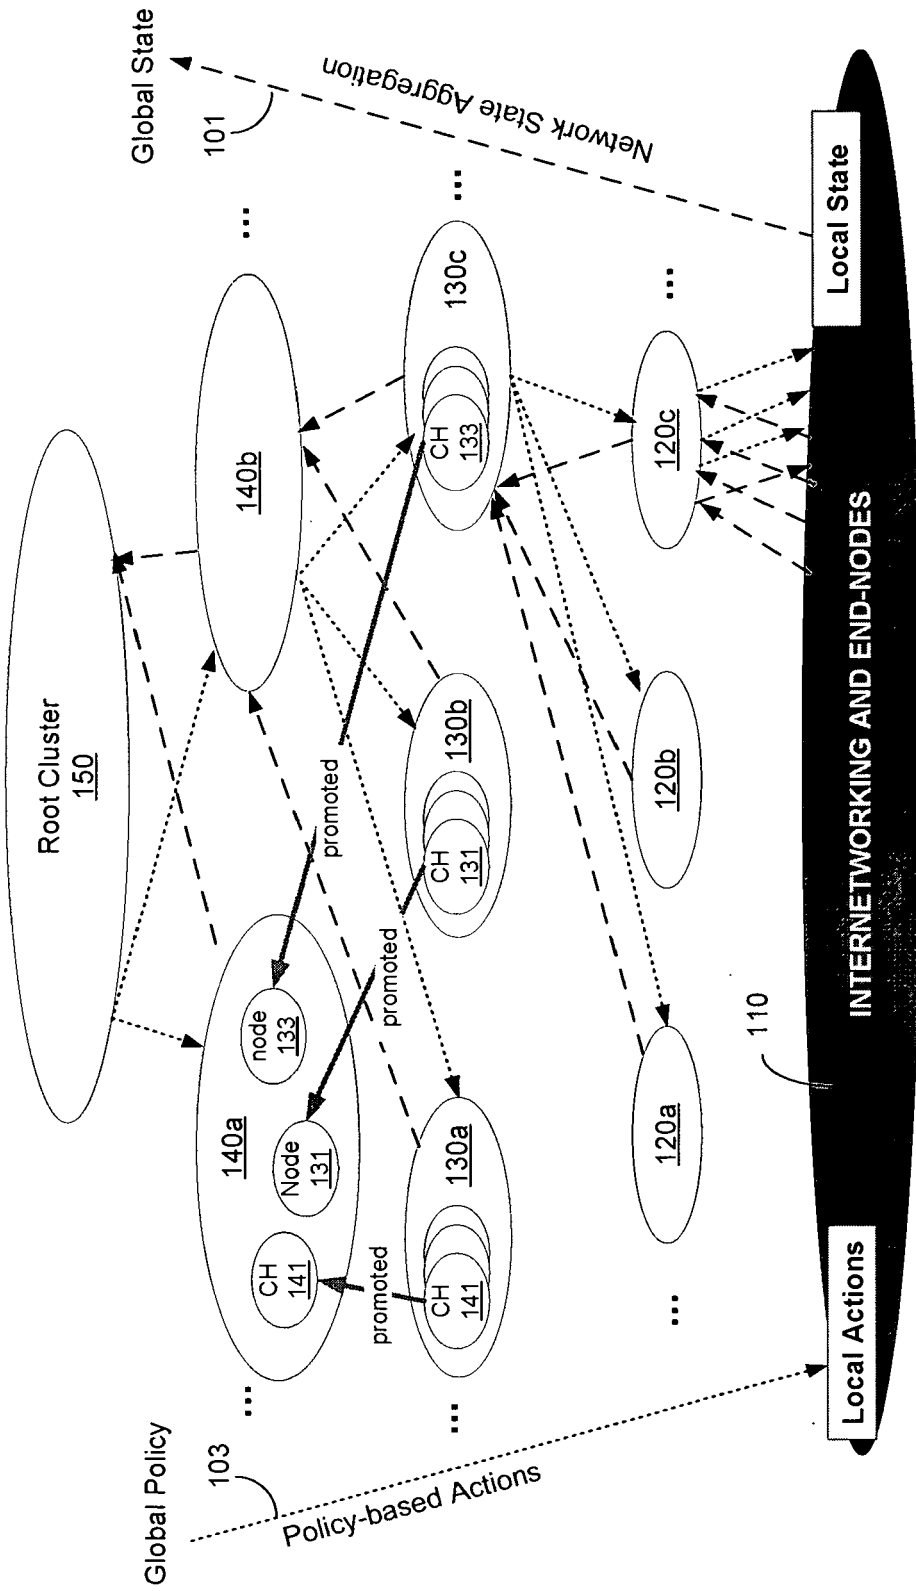 Global Policy
103
Policy-based Actions
Root Cluster
150
Global State
101
Network State Aggregation
...
140a
CH
141
Node
131
node
133
140b
...
promoted
promoted
promoted
...
130a
CH
141
130b
CH
131
130c
CH
133
...
...
120a
120b
120c
...
110
Local Actions
INTERNETWORKING AND END-NODES
Local State